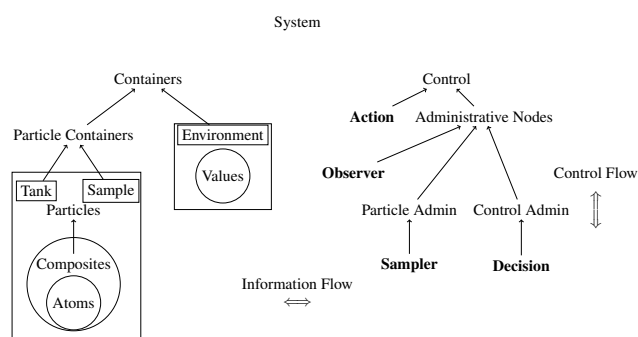 System
Containers
Control
Action
Administrative Nodes
Particle Containers
Environment
Observer
Values
Control Flow
Tank
Sample
Particles
Particle Admin
Control Admin
Composites
Sampler
Decision
Information Flow
Atoms